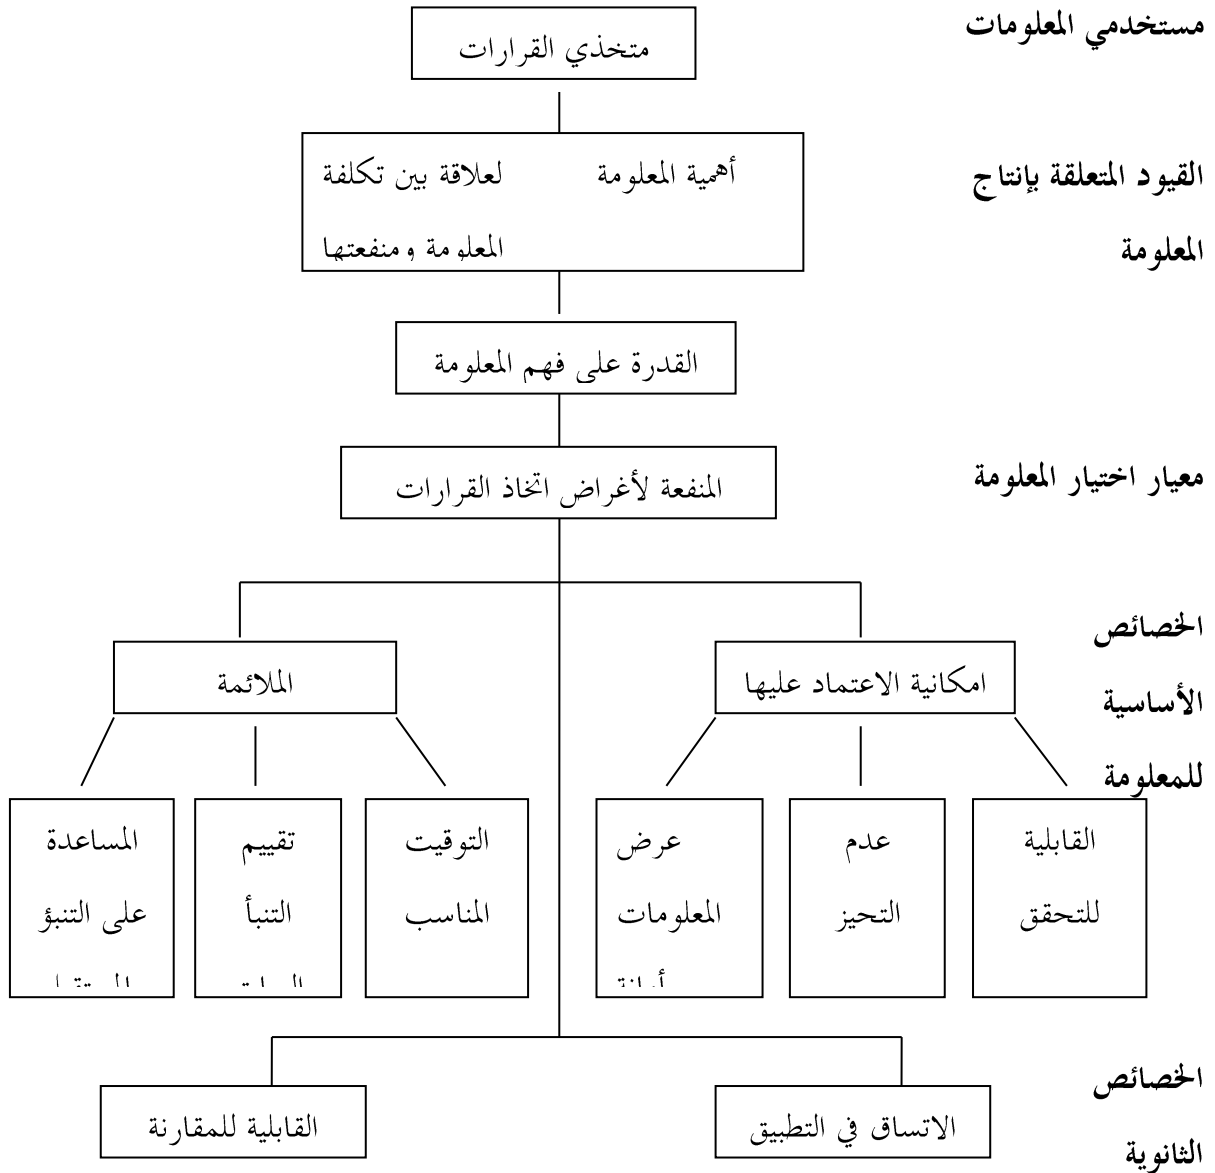 مستخدمي المعلومات
متخذي القرارات
القيود المتعلقة بإنتاج
المعلومة
أهمية المعلومة
لعلاقة بين تكلفة
المعلومة ومنفعتها
القدرة على فهم المعلومة
معيار اختيار المعلومة
المنفعة لأغراض اتخاذ القرارات
الخصائص
الأساسية
للمعلومة
امكانية الاعتماد عليها
الملائمة
القابلية
للتحقق
عدم
التحيز
عرض
المعلومات
التوقيت
المناسب
تقييم
التنبأ
المساعدة
على التنبؤ
الخصائص
الثانوية
الاتساق في التطبيق
القابلية للمقارنة